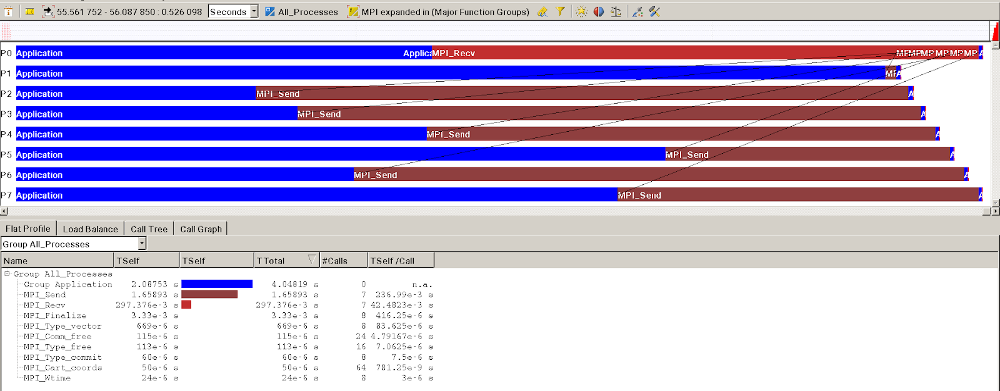 55.561 752 - 56.087 850 : 0.526 098 Seconds All_Processes MPI expanded in (Major Function Groups)
P0 Application Applica MPI_Recv MP MP MP MP MP MP A
P1 Application MP A
P2 Application MPI_Send A
P3 Application MPI_Send A
P4 Application MPI_Send A
P5 Application MPI_Send A
P6 Application MPI_Send A
P7 Application MPI_Send A
Flat Profile Load Balance Call Tree Call Graph
Group All_Processes
Name TSelf TSelf TTotal #Calls TSelf /Call
Group All_Processes
Group Application 2.08753 s 4.04819 s 0 n.a.
MPI_Send 1.65893 s 1.65893 s 7 236.99e-3 s
MPI_Recv 297.376e-3 s 297.376e-3 s 7 42.4823e-3 s
MPI_Finalize 3.33e-3 s 3.33e-3 s 8 416.25e-6 s
MPI_Type_vector 669e-6 s 669e-6 s 8 83.625e-6 s
MPI_Comm_free 115e-6 s 115e-6 s 24 4.79167e-6 s
MPI_Type_free 113e-6 s 113e-6 s 16 7.0625e-6 s
MPI_Type_commit 60e-6 s 60e-6 s 8 7.5e-6 s
MPI_Cart_coords 50e-6 s 50e-6 s 64 781.25e-9 s
MPI_Wtime 24e-6 s 24e-6 s 8 3e-6 s